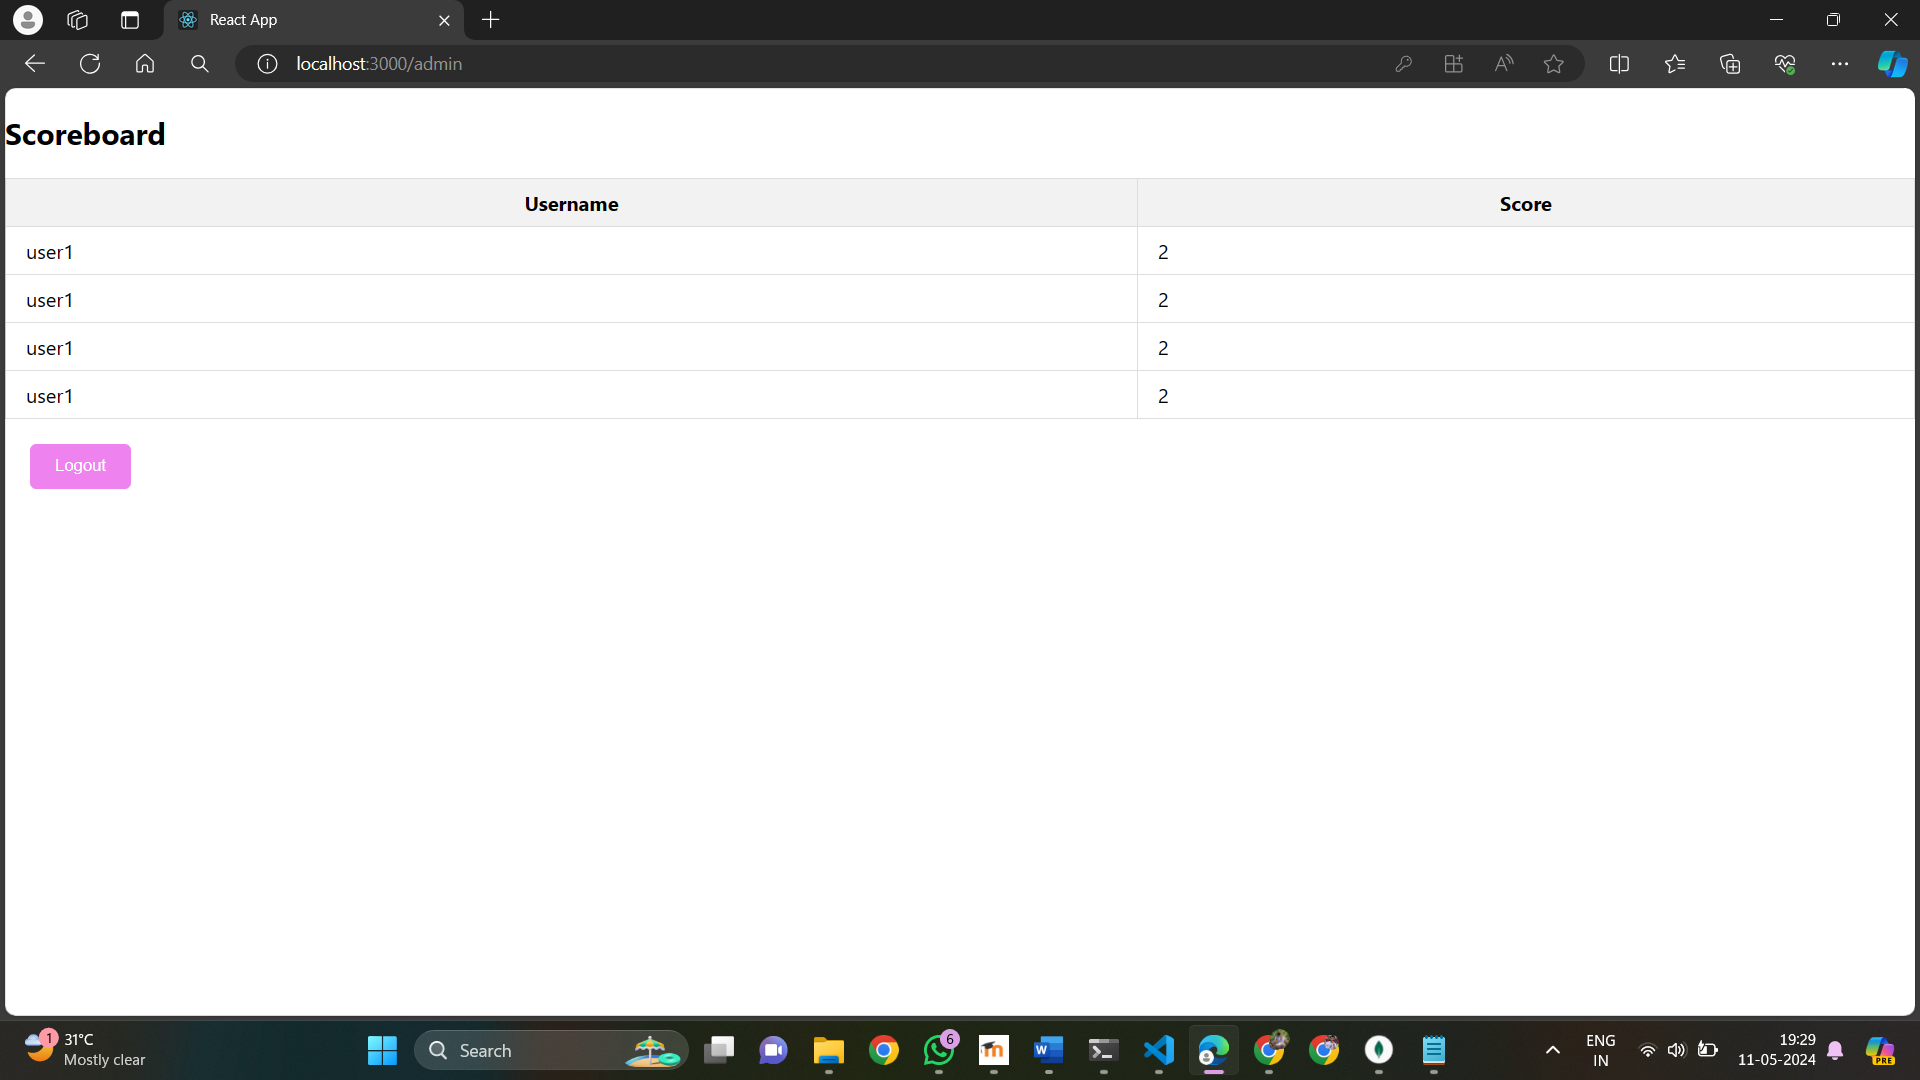 React App
localhost:3000/admin
Scoreboard
Username Score
user1 2
user1 2
user1 2
user1 2
Logout
1 31°C
Mostly clear
Search
6
ENG
IN
19:29
11-05-2024
PRE